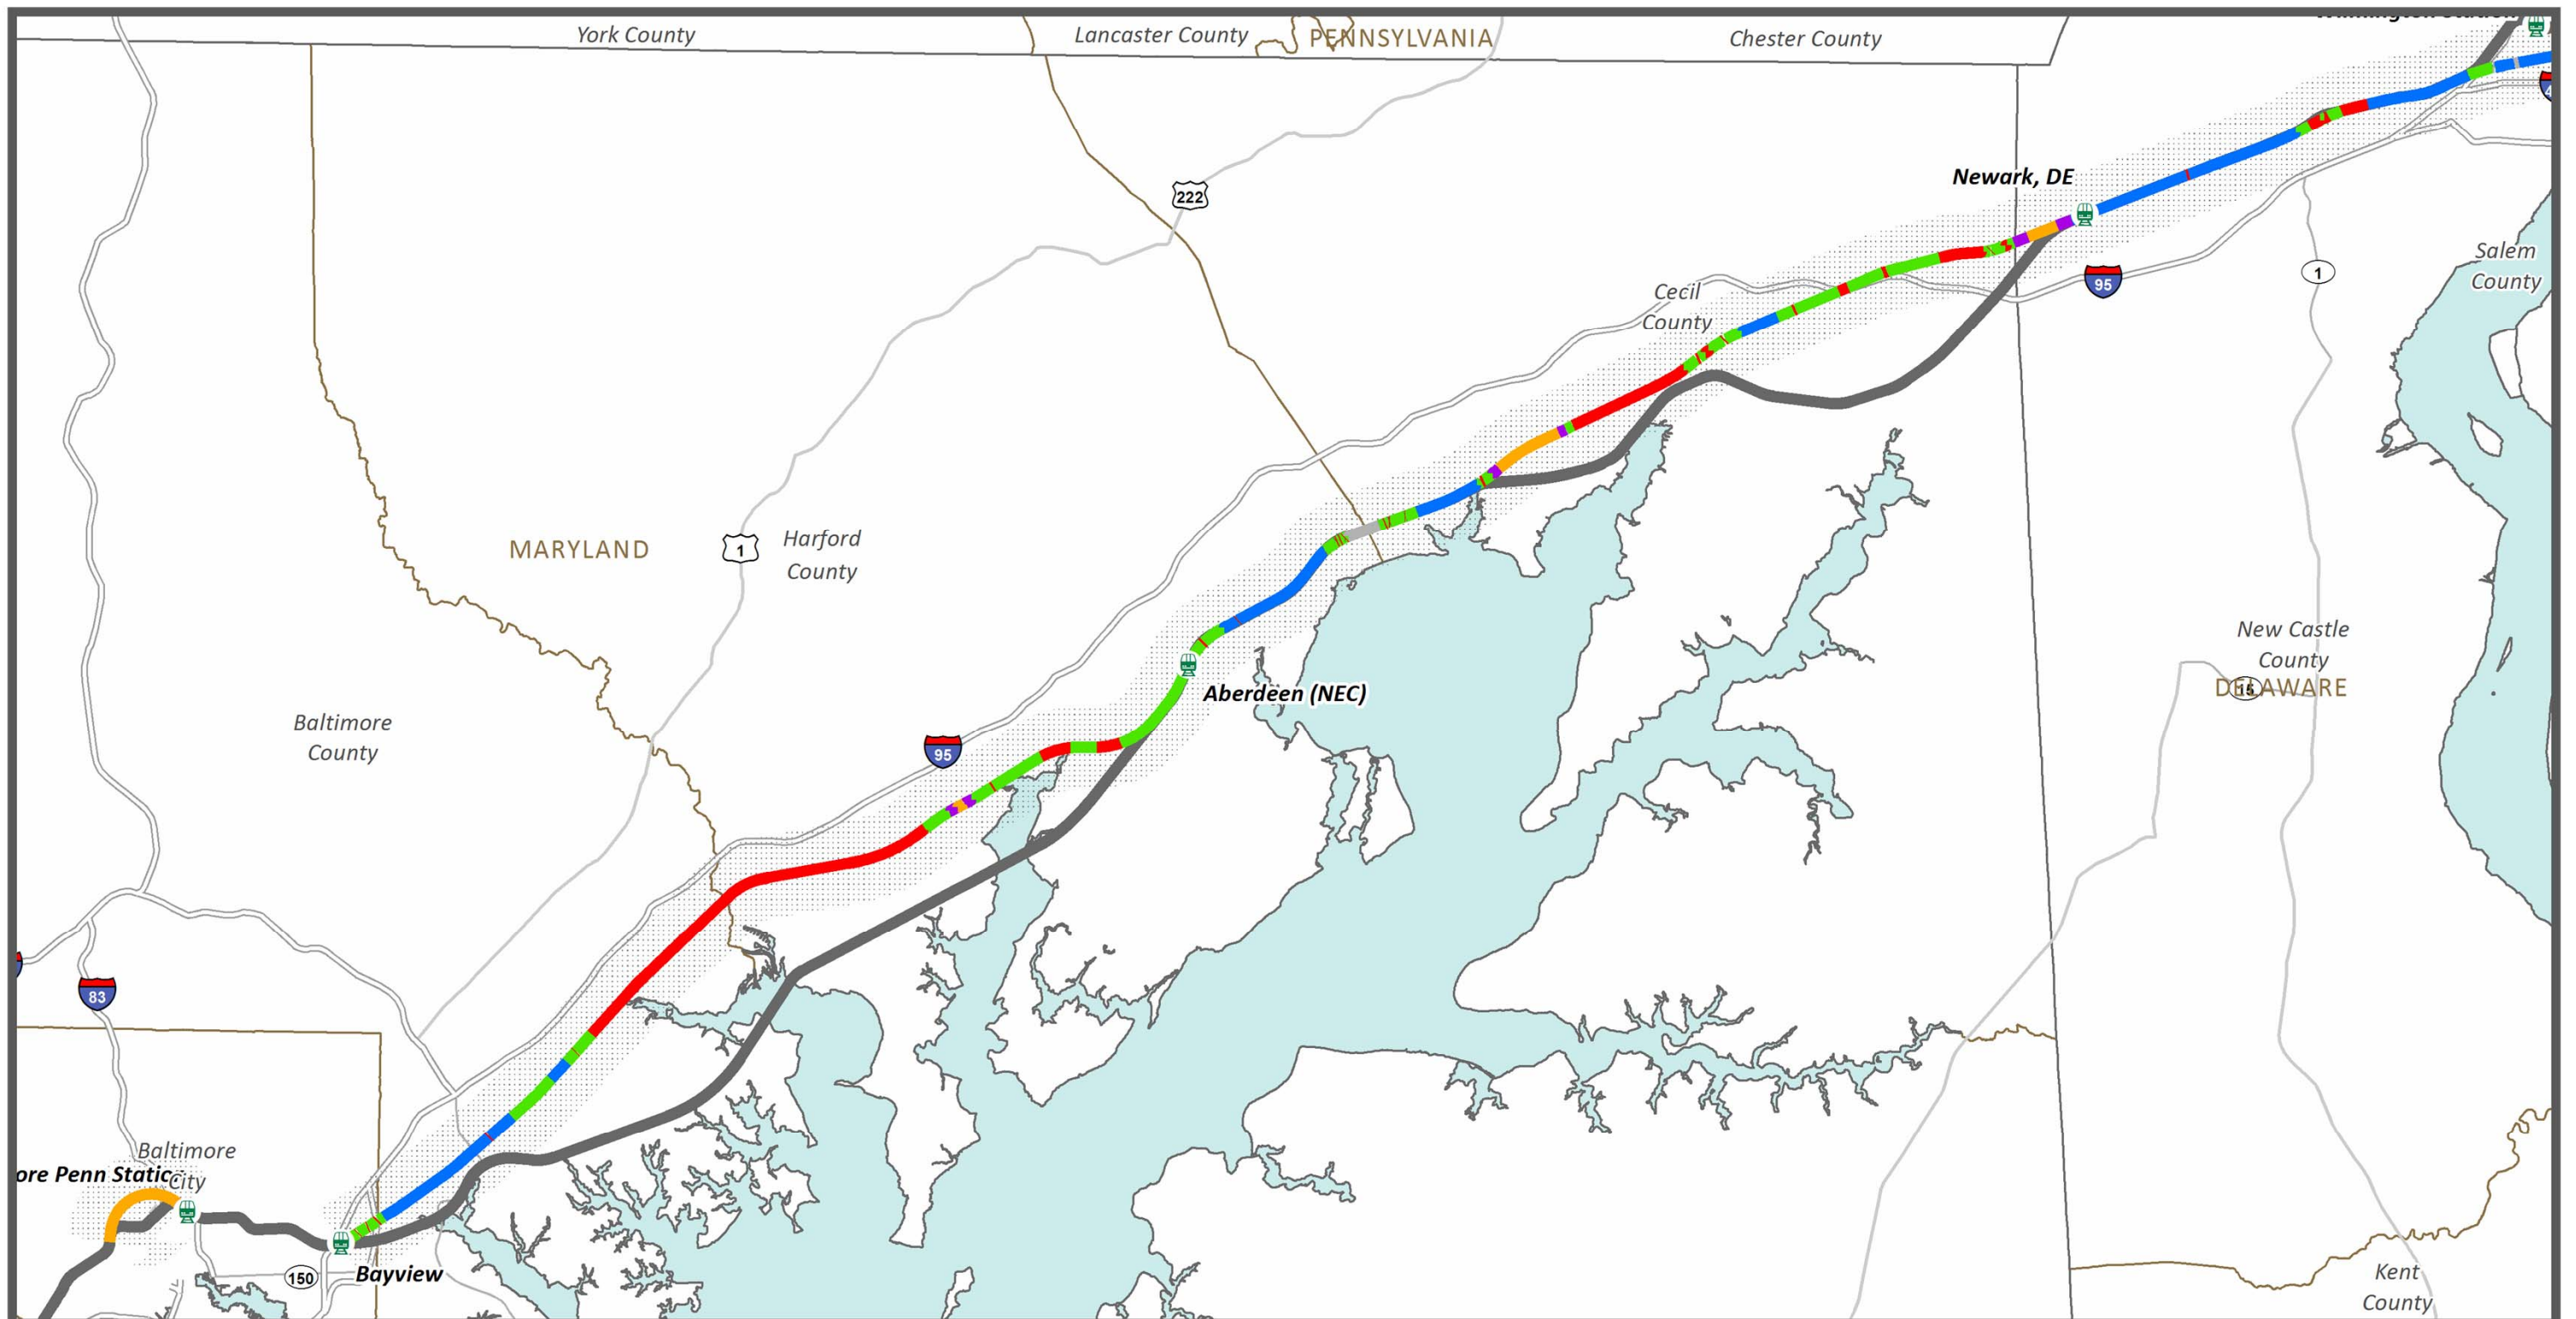 York County
Lancaster County
PENNSYLVANIA
Chester County
222
Newark, DE
95
Salem
County
1
Cecil
County
MARYLAND
1
Harford
County
New Castle
County
DELAWARE
15
Aberdeen (NEC)
Baltimore
County
95
83
Baltimore
City
ore Penn Static
150
Bayview
Kent
County